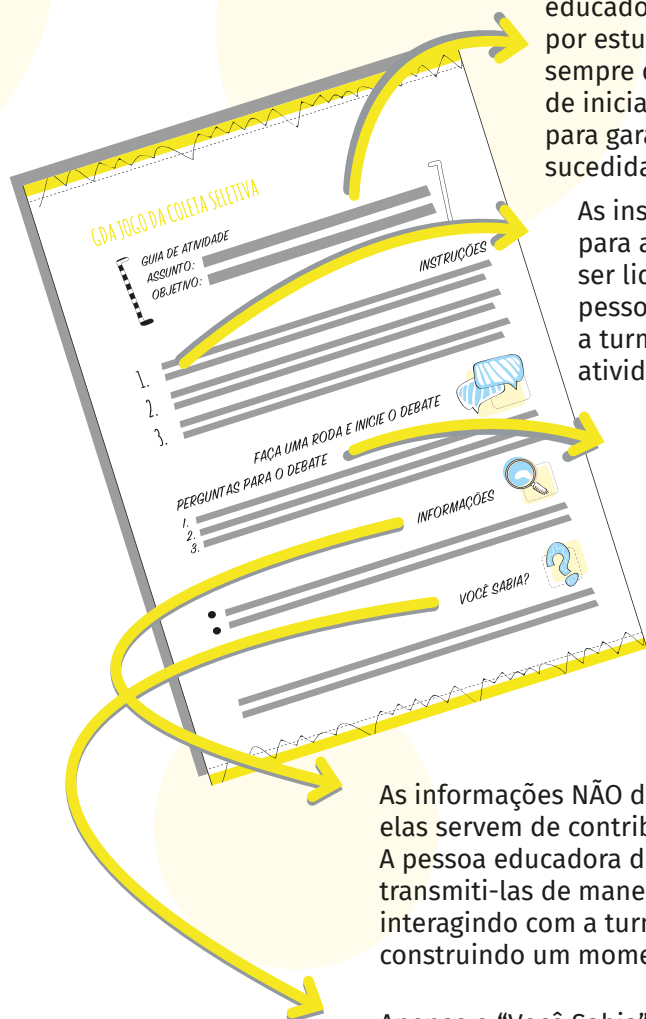 por estu
sempre
de inicia
para gara
sucedida
As ins
para a
ser lid
pesso
a turm
ativid
GDA JOGO DA COLETA SELETIVA
GUIA DE ATIVIDADE
ASSUNTO:
OBJETIVO:
INSTRUÇÕES
1.
2.
3.
FAÇA UMA RODA E INICIE O DEBATE
PERGUNTAS PARA O DEBATE
1.
2.
3.
INFORMAÇÕES
VOCÊ SABIA?
As informações NÃO d
elas servem de contrib
A pessoa educadora d
transmiti-las de mane
interagindo com a turn
construindo um mome